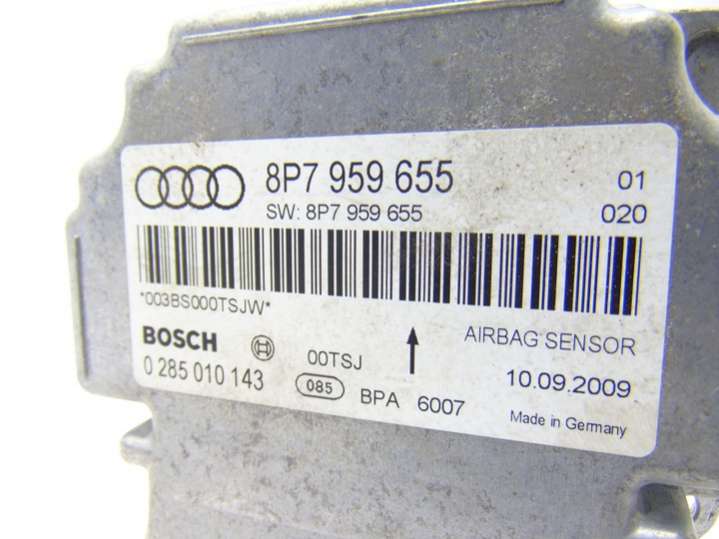 8P7 959 655 01
SW: 8P7 959 655 020
*003BS000TSJW*
BOSCH 00TSJ AIRBAG SENSOR
0 285 010 143 085 BPA 6007 10.09.2009
Made in Germany